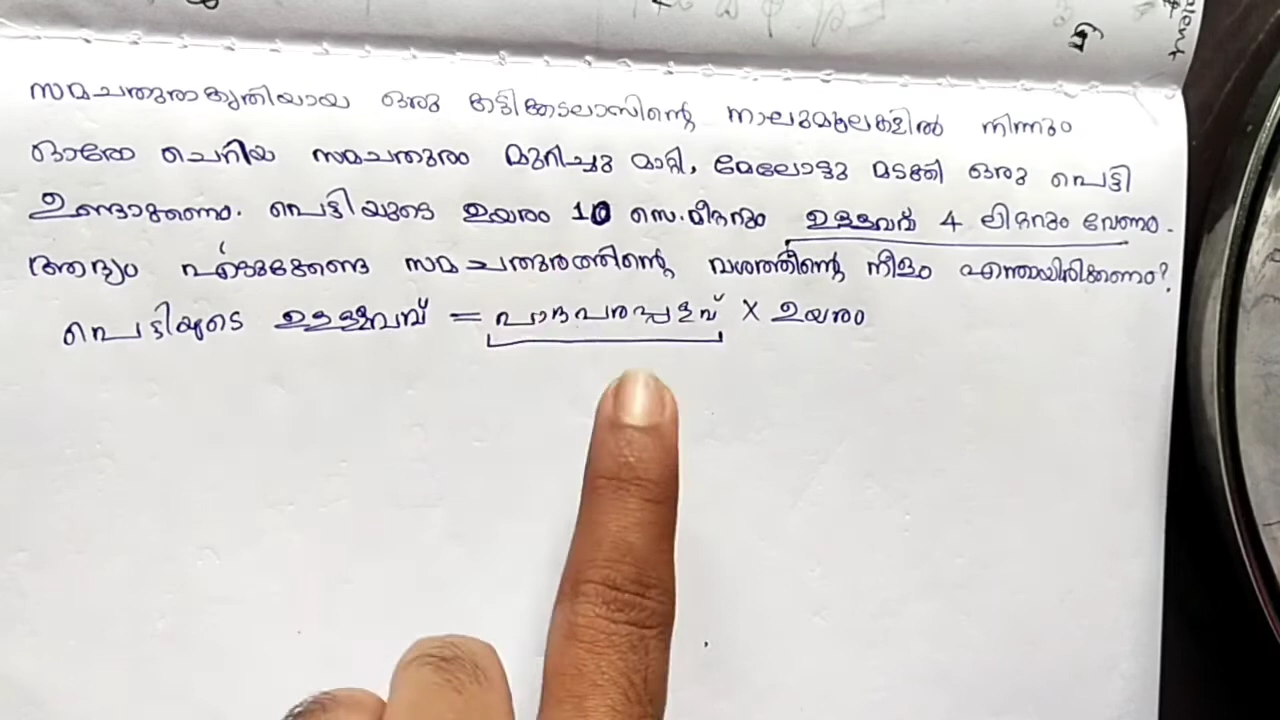 സമചതുരാകൃതിയായ ഒരു കട്ടിക്കടലാസിന്റെ നാലുമൂലകളിൽ നിന്നും
ഓരോ ചെറിയ സമചതുരം മുറിച്ചു മാറ്റി, മേലോട്ടു മടക്കി ഒരു പെട്ടി
ഉണ്ടാക്കണം. പെട്ടിയുടെ ഉയരം 10 സെ.മീറ്ററും ഉള്ളളവ് 4 ലിറ്ററും വേണം.
ആദ്യം എടുക്കേണ്ട സമചതുരത്തിന്റെ വശത്തിന്റെ നീളം എന്തായിരിക്കണം?
പെട്ടിയുടെ ഉള്ളളവ് = പാദപരപ്പളവ് × ഉയരം